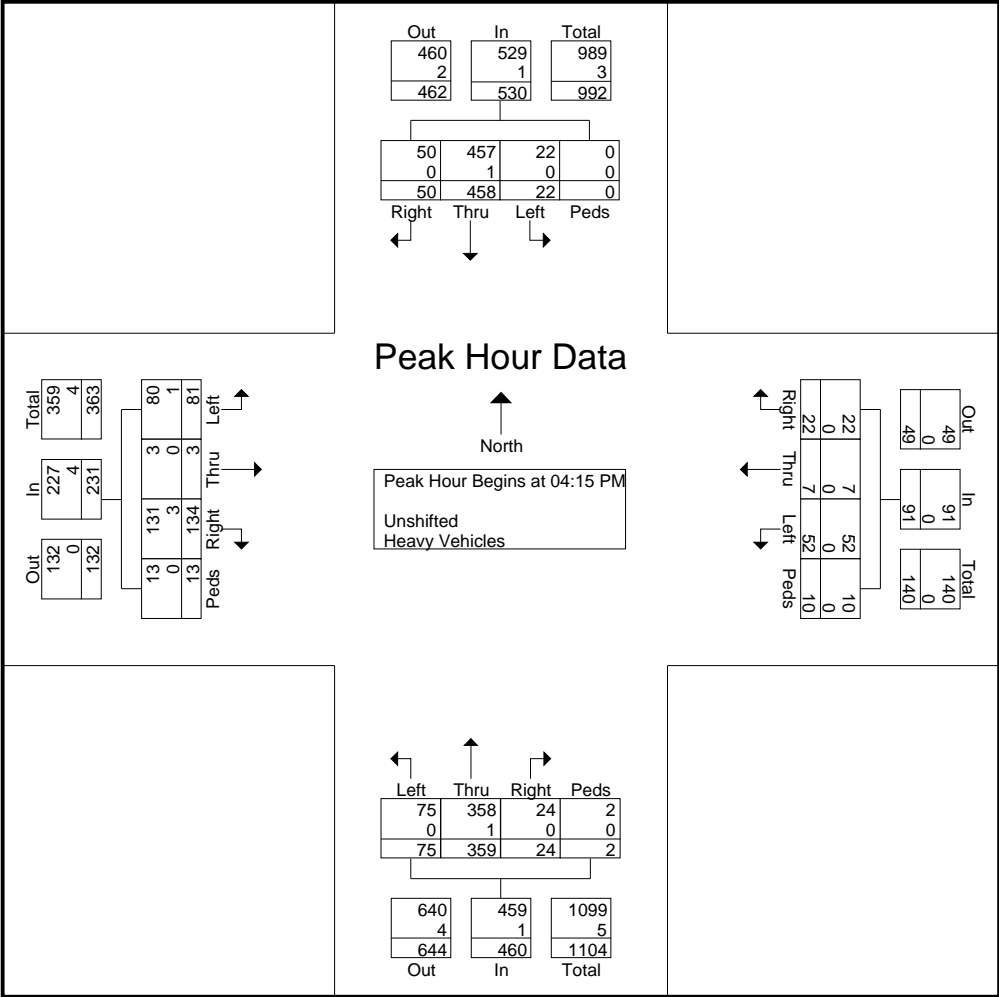 Out In Total
460 529 989
2 1 3
462 530 992
50 457 22 0
0 1 0 0
50 458 22 0
Right Thru Left Peds
Peak Hour Data
North
Peak Hour Begins at 04:15 PM
Unshifted
Heavy Vehicles
Out In Total
132 227 359
0 4 4
132 231 363
Peds Right Thru Left
13 131 3 80
0 3 0 1
13 134 3 81
Out In Total
49 91 140
0 0 0
49 91 140
Right Thru Left Peds
22 7 52 10
0 0 0 0
22 7 52 10
Left Thru Right Peds
75 358 24 2
0 1 0 0
75 359 24 2
640 459 1099
4 1 5
644 460 1104
Out In Total